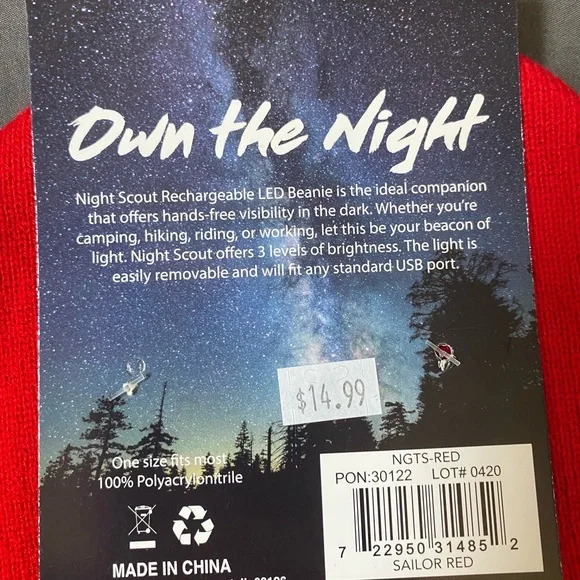 Own the Night
Night Scout Rechargeable LED Beanie is the ideal companion
that offers hands-free visibility in the dark. Whether you're
camping, hiking, riding, or working, let this be your beacon of
light. Night Scout offers 3 levels of brightness. The light is
easily removable and will fit any standard USB port.
$14.99
One size fits most
100% Polyacrylonitrile
MADE IN CHINA
NGTS-RED
PON:30122 LOT# 0420
7 22950 31485 2
SAILOR RED